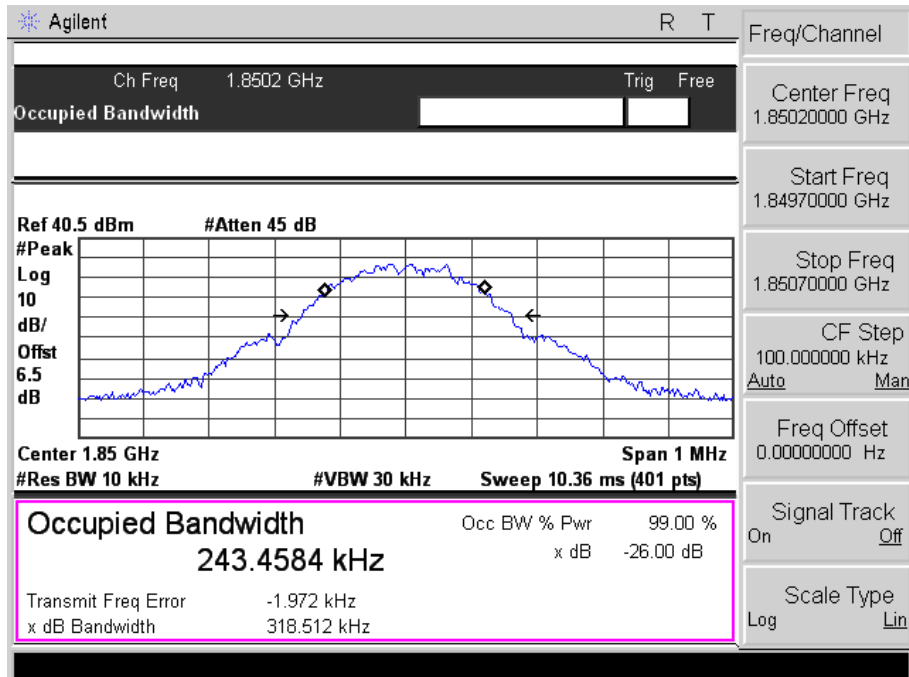 Agilent R T
Ch Freq 1.8502 GHz Trig Free
Occupied Bandwidth
Ref 40.5 dBm #Atten 45 dB
#Peak
Log
10
dB/
Offst
6.5
dB
Center 1.85 GHz Span 1 MHz
#Res BW 10 kHz #VBW 30 kHz Sweep 10.36 ms (401 pts)
Occupied Bandwidth Occ BW % Pwr 99.00 %
243.4584 kHz x dB -26.00 dB
Transmit Freq Error -1.972 kHz
x dB Bandwidth 318.512 kHz
Freq/Channel
Center Freq
1.85020000 GHz
Start Freq
1.84970000 GHz
Stop Freq
1.85070000 GHz
CF Step
100.000000 kHz
Auto Man
Freq Offset
0.00000000 Hz
Signal Track
On Off
Scale Type
Log Lin